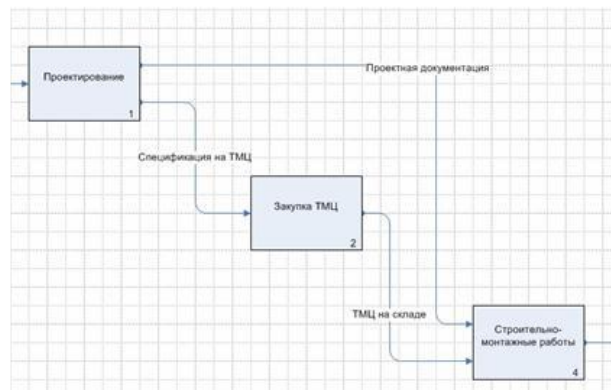 Проектирование
1
Проектная документация
Спецификация на ТМЦ
Закупка ТМЦ
2
ТМЦ на складе
Строительно-
монтажные работы
4